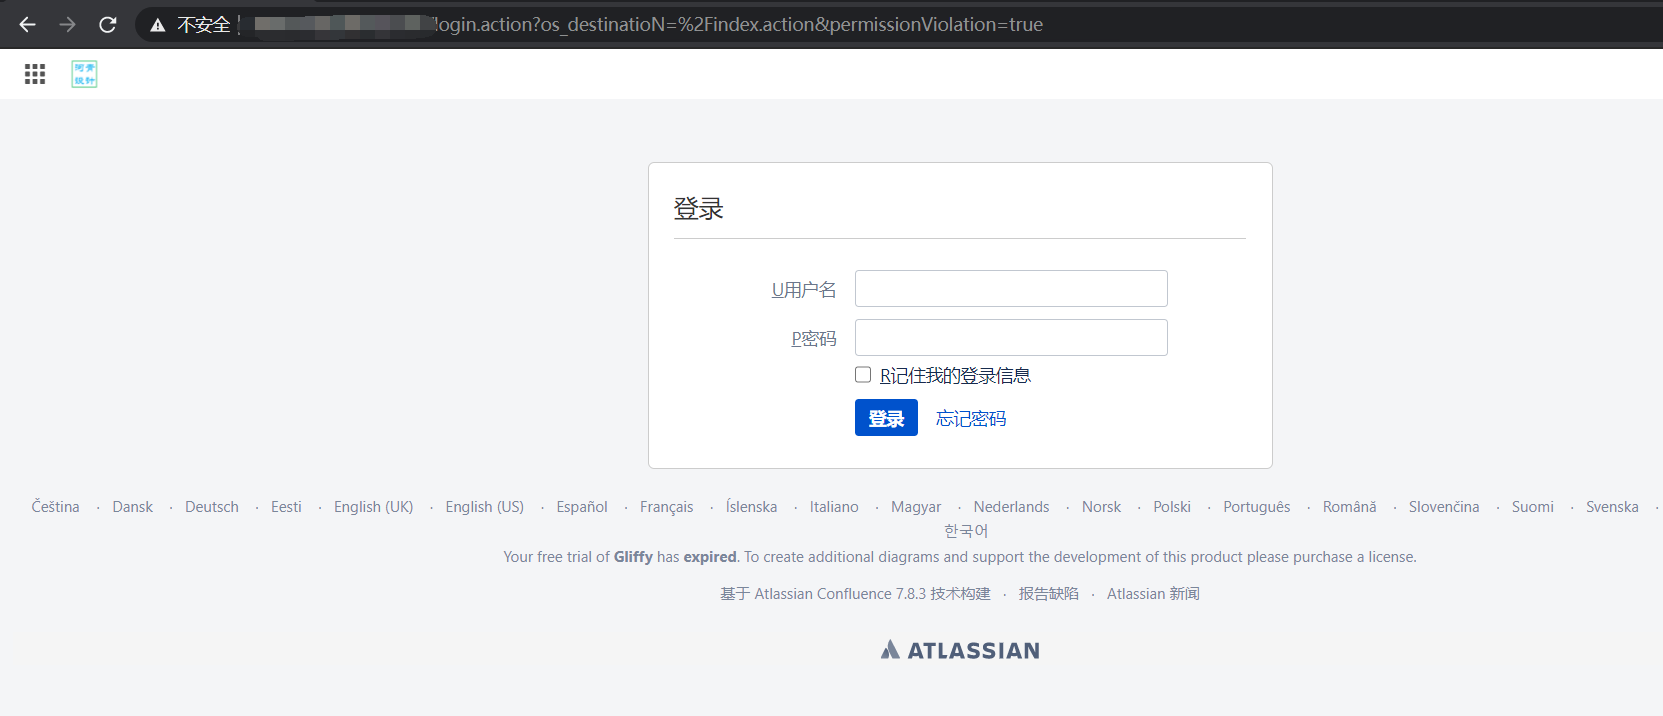 不安全 login.action?os_destinatioN=%2Findex.action&permissionViolation=true
登录
U用户名
P密码
R记住我的登录信息
登录 忘记密码
Čeština · Dansk · Deutsch · Eesti · English (UK) · English (US) · Español · Français · Íslenska · Italiano · Magyar · Nederlands · Norsk · Polski · Português · Română · Slovenčina · Suomi · Svenska ·
한국어
Your free trial of Gliffy has expired. To create additional diagrams and support the development of this product please purchase a license.
基于 Atlassian Confluence 7.8.3 技术构建 · 报告缺陷 · Atlassian 新闻
ATLASSIAN